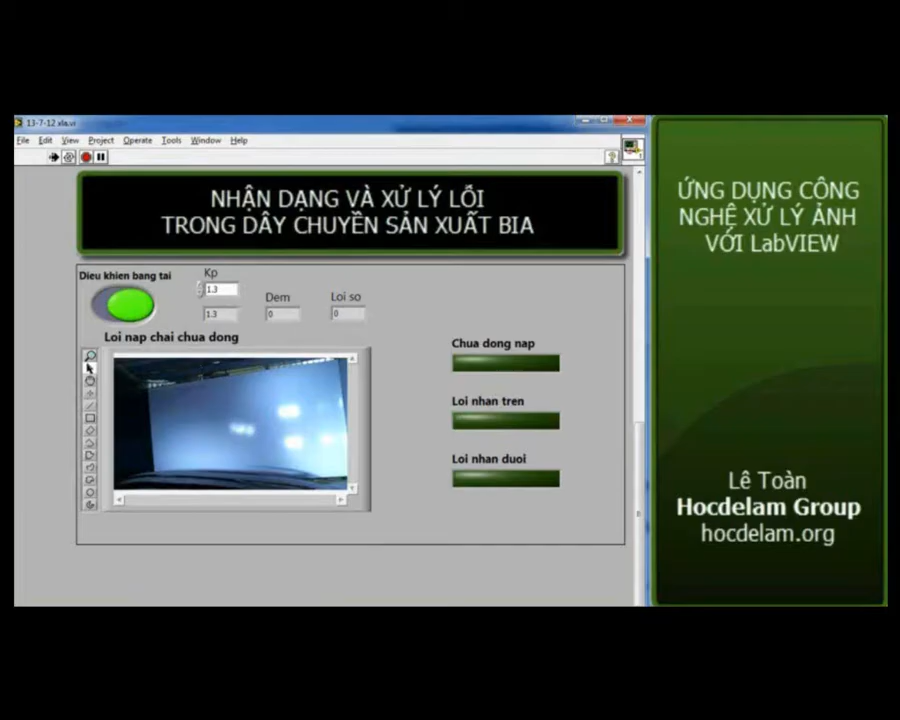 13-7-12 xla.vi
File Edit View Project Operate Tools Window Help
NHẬN DẠNG VÀ XỬ LÝ LỖI
TRONG DÂY CHUYỀN SẢN XUẤT BIA
Dieu khien bang tai
Kp
1.3
1.3
Dem
0
Loi so
0
Loi nap chai chua dong
Chua dong nap
Loi nhan tren
Loi nhan duoi
ỨNG DỤNG CÔNG
NGHỆ XỬ LÝ ẢNH
VỚI LabVIEW
Lê Toàn
Hocdelam Group
hocdelam.org